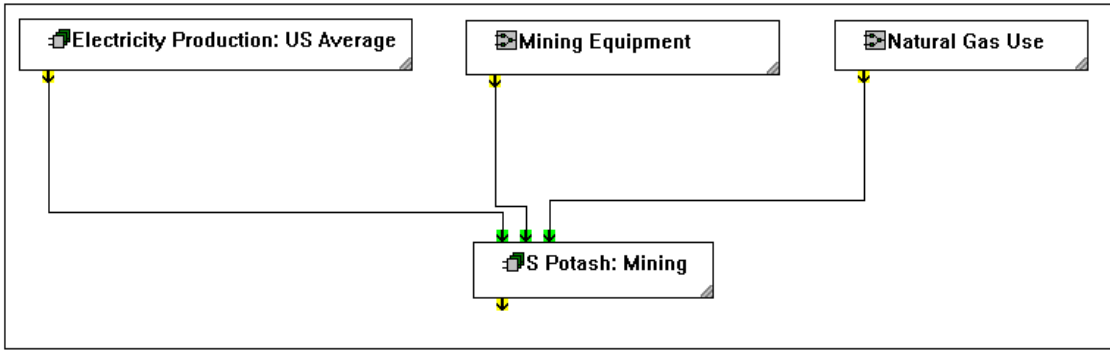 Electricity Production: US Average
Mining Equipment
Natural Gas Use
S Potash: Mining